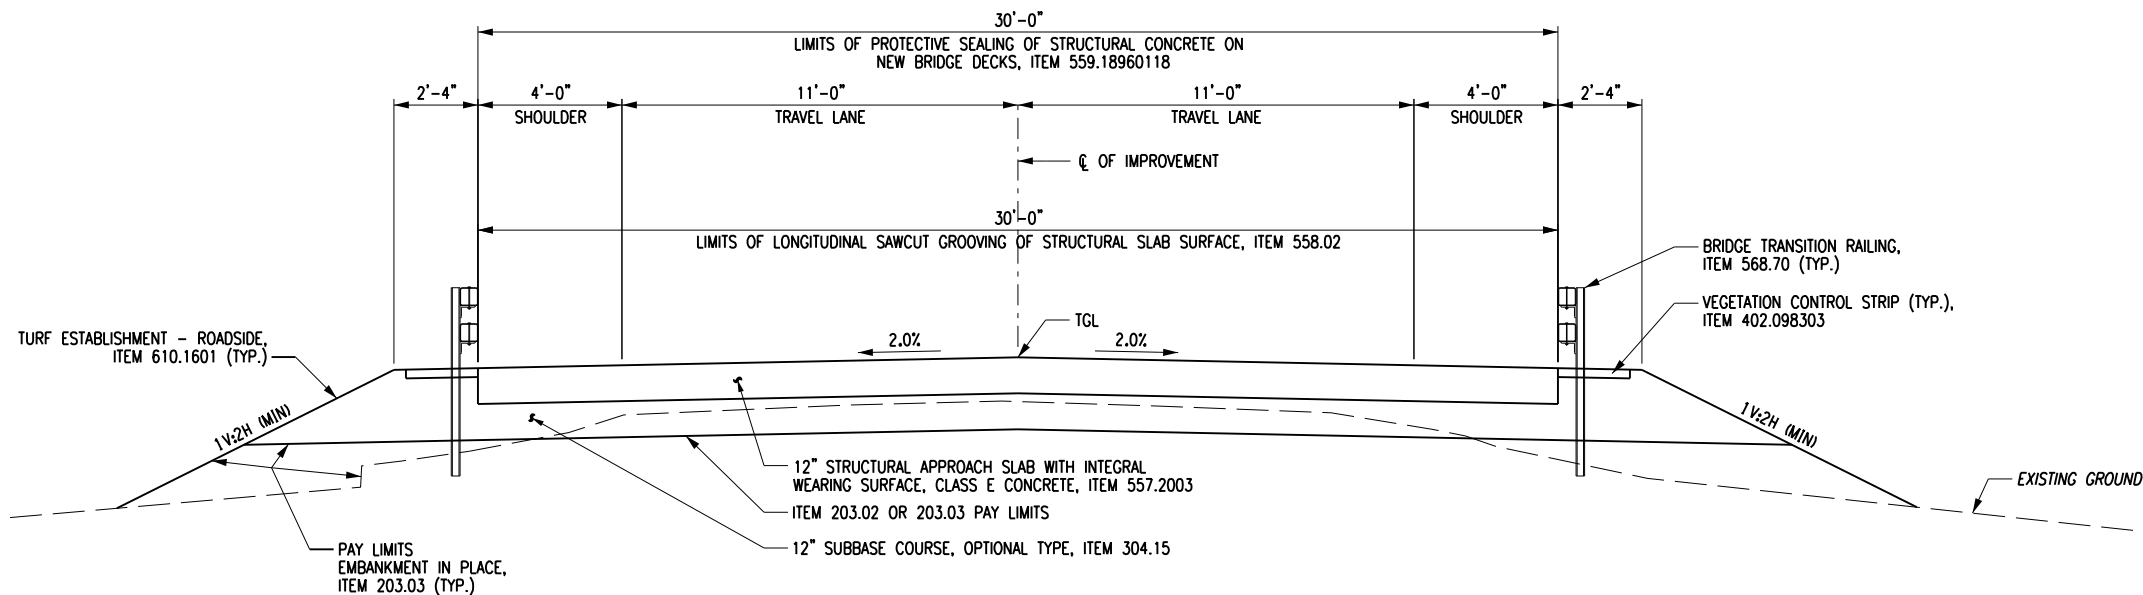 30'-0"
LIMITS OF PROTECTIVE SEALING OF STRUCTURAL CONCRETE ON
NEW BRIDGE DECKS, ITEM 559.18960118
2'-4"
4'-0"
11'-0"
11'-0"
4'-0"
2'-4"
SHOULDER
TRAVEL LANE
TRAVEL LANE
SHOULDER
℄ OF IMPROVEMENT
30'-0"
LIMITS OF LONGITUDINAL SAWCUT GROOVING OF STRUCTURAL SLAB SURFACE, ITEM 558.02
BRIDGE TRANSITION RAILING,
ITEM 568.70 (TYP.)
VEGETATION CONTROL STRIP (TYP.),
ITEM 402.098303
TGL
TURF ESTABLISHMENT - ROADSIDE,
ITEM 610.1601 (TYP.)
2.0%
2.0%
1V:2H (MIN)
1V:2H (MIN)
12" STRUCTURAL APPROACH SLAB WITH INTEGRAL
WEARING SURFACE, CLASS E CONCRETE, ITEM 557.2003
EXISTING GROUND
ITEM 203.02 OR 203.03 PAY LIMITS
12" SUBBASE COURSE, OPTIONAL TYPE, ITEM 304.15
PAY LIMITS
EMBANKMENT IN PLACE,
ITEM 203.03 (TYP.)